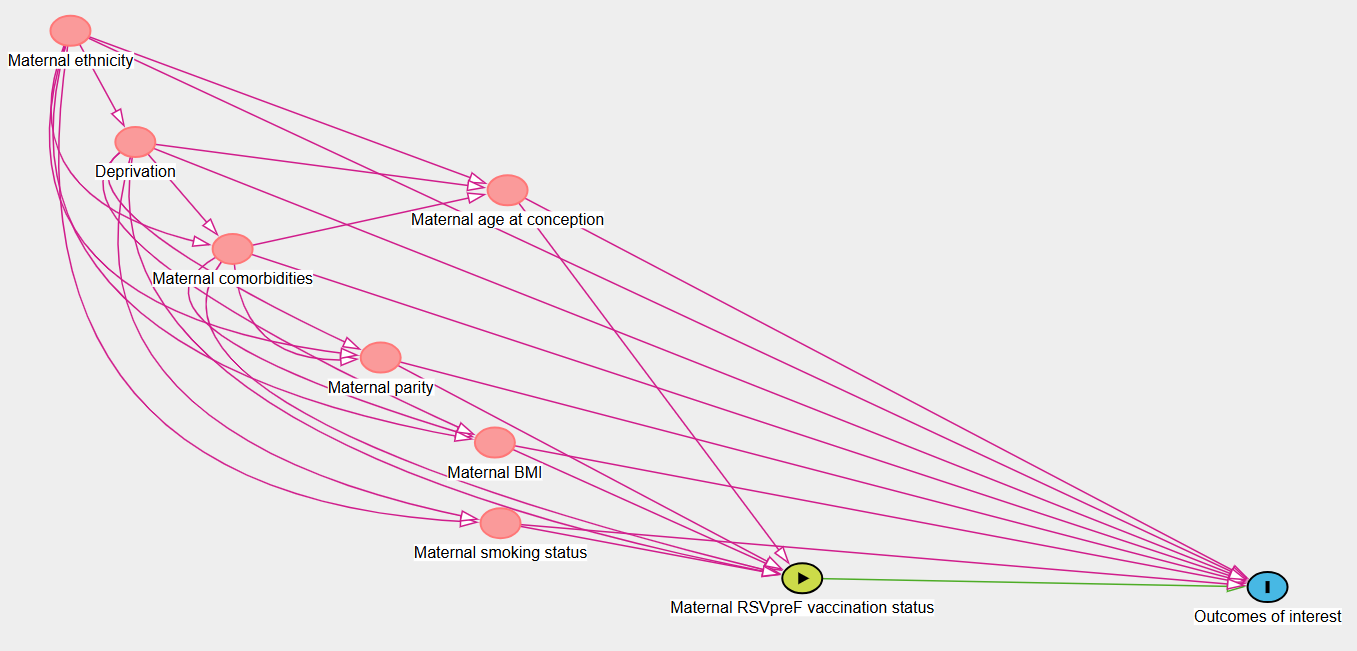 Maternal ethnicity
Deprivation
Maternal age at conception
Maternal comorbidities
Maternal parity
Maternal BMI
Maternal smoking status
Maternal RSVpreF vaccination status
Outcomes of interest